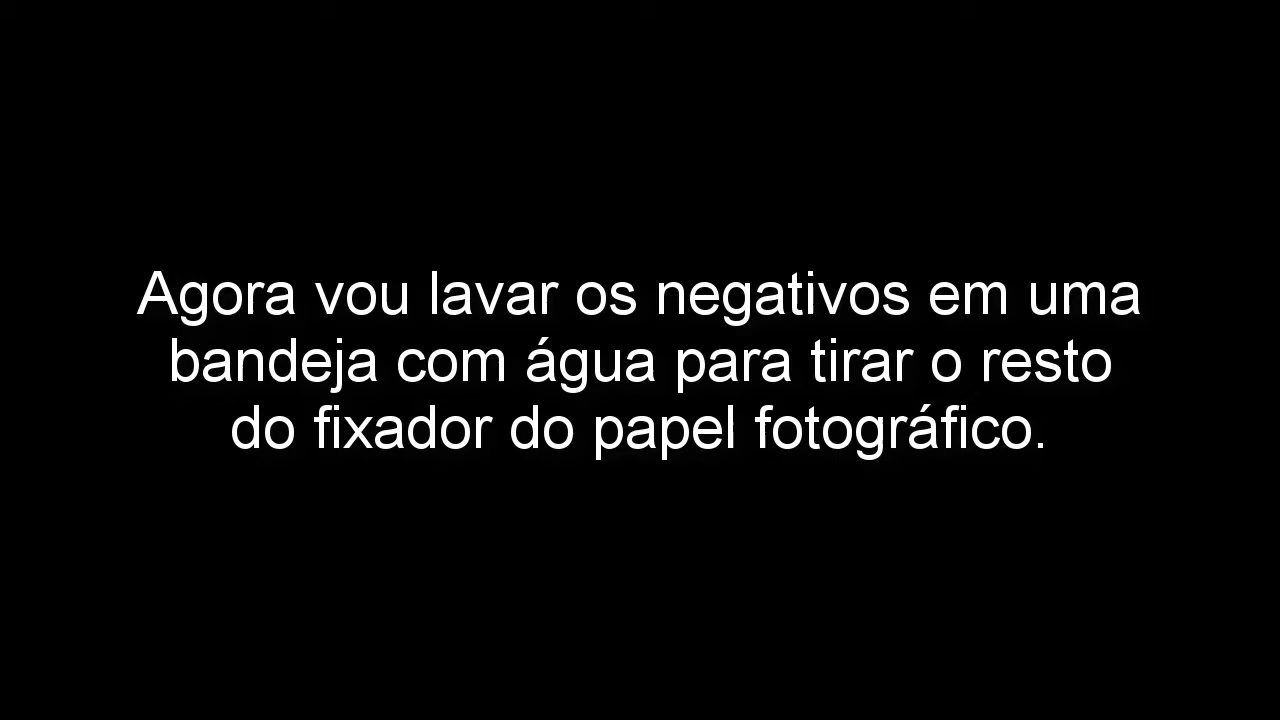 Agora vou lavar os negativos em uma
bandeja com água para tirar o resto
do fixador do papel fotográfico.